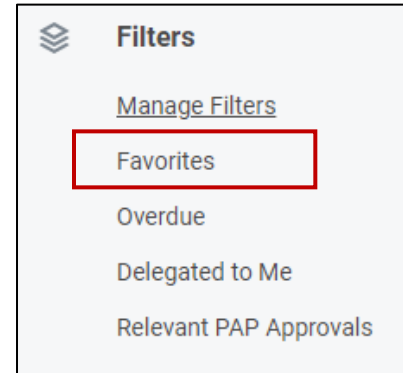 Filters
Manage Filters
Favorites
Overdue
Delegated to Me
Relevant PAP Approvals